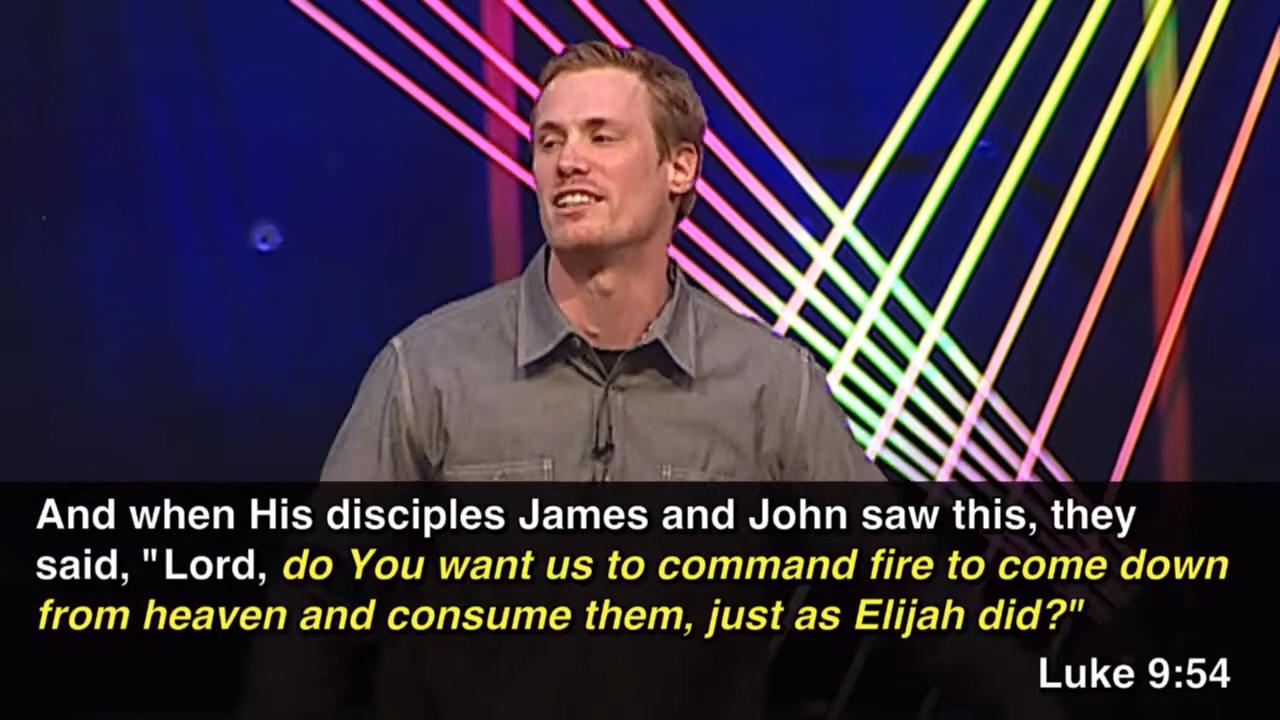 And when His disciples James and John saw this, they
said, "Lord, do You want us to command fire to come down
from heaven and consume them, just as Elijah did?"
Luke 9:54